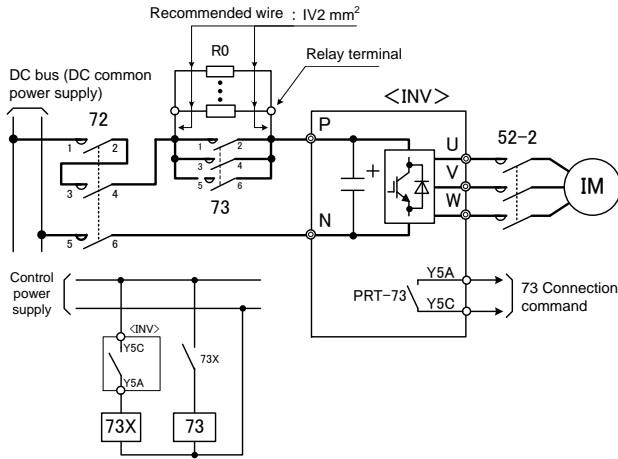 Recommended wire : IV2 mm²
R0
Relay terminal
DC bus (DC common
power supply)
72
<INV>
1 2
3 4
5 6
1 2
3 4
5 6
73
P
N
+
U
V
W
52-2
IM
PRT-73
Y5A
Y5C
73 Connection
command
Control
power
supply
<INV>
Y5C
Y5A
73X
73X
73